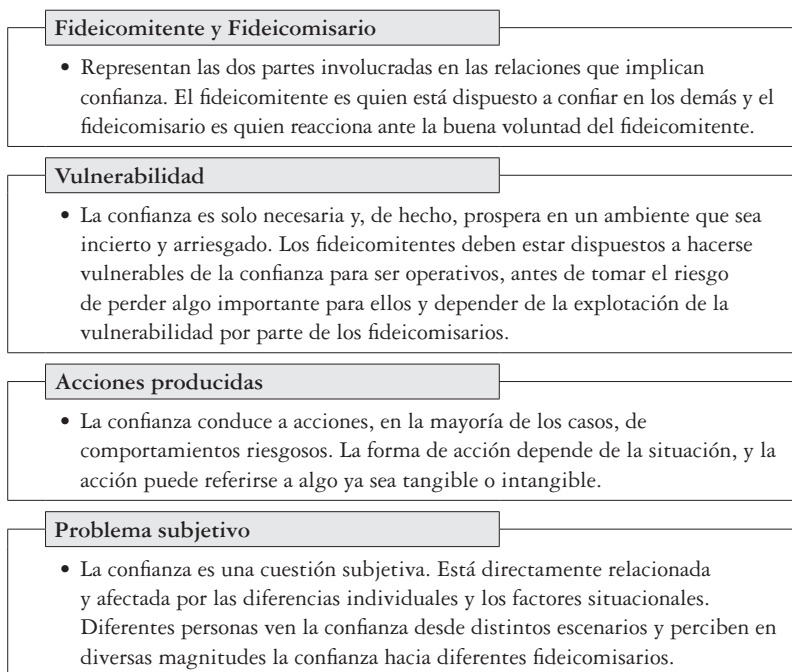 Fideicomitente y Fideicomisario
• Representan las dos partes involucradas en las relaciones que implican
confianza. El fideicomitente es quien está dispuesto a confiar en los demás y el
fideicomisario es quien reacciona ante la buena voluntad del fideicomitente.
Vulnerabilidad
• La confianza es solo necesaria y, de hecho, prospera en un ambiente que sea
incierto y arriesgado. Los fideicomitentes deben estar dispuestos a hacerse
vulnerables de la confianza para ser operativos, antes de tomar el riesgo
de perder algo importante para ellos y depender de la explotación de la
vulnerabilidad por parte de los fideicomisarios.
Acciones producidas
• La confianza conduce a acciones, en la mayoría de los casos, de
comportamientos riesgosos. La forma de acción depende de la situación, y la
acción puede referirse a algo ya sea tangible o intangible.
Problema subjetivo
• La confianza es una cuestión subjetiva. Está directamente relacionada
y afectada por las diferencias individuales y los factores situacionales.
Diferentes personas ven la confianza desde distintos escenarios y perciben en
diversas magnitudes la confianza hacia diferentes fideicomisarios.